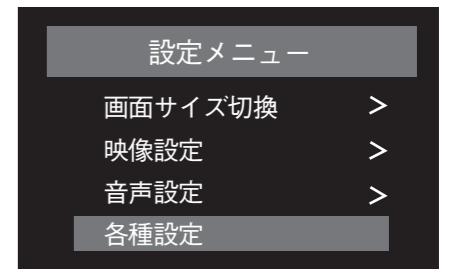 設定メニュー
画面サイズ切換 >
映像設定 >
音声設定 >
各種設定